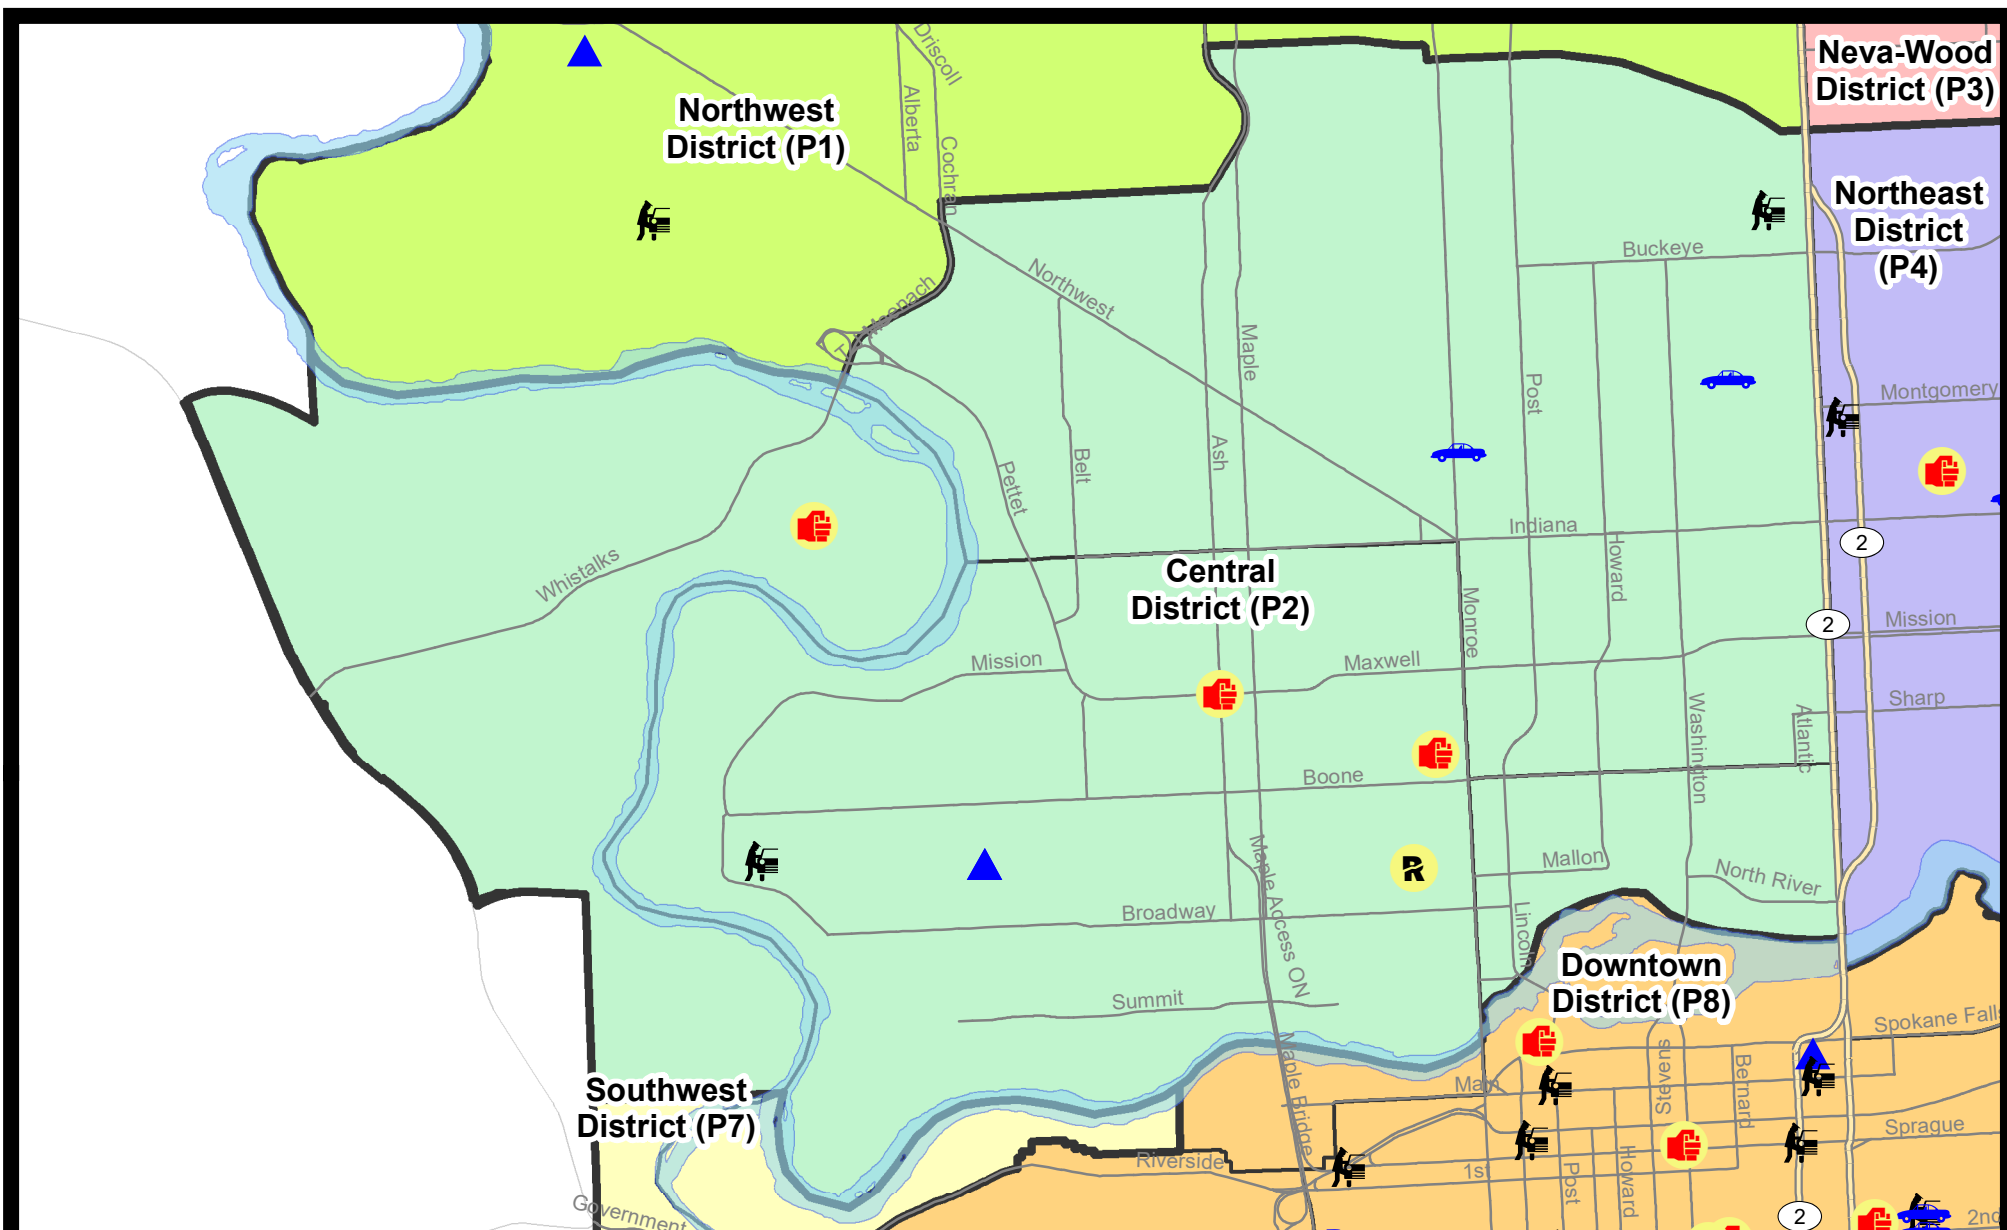 Driscoll
Neva-Wood
District (P3)
Northwest
District (P1)
Alberta
Cochran
Northeast
District
(P4)
Buckeye
Northwest
Maple
Post
Montgomery
Ash
Belt
Pettet
Indiana
2
Howard
Whistalks
Central
District (P2)
Monroe
2
Mission
Mission
Maxwell
Sharp
Washington
Atlantic
Boone
Mallon
North River
Maple Access ON
R
Broadway
Lincoln
Downtown
District (P8)
Summit
Spokane Falls
Maple Bridge
Main
Stevens
Bernard
Southwest
District (P7)
Sprague
Riverside
1st
Post
Howard
Government
2
2nd